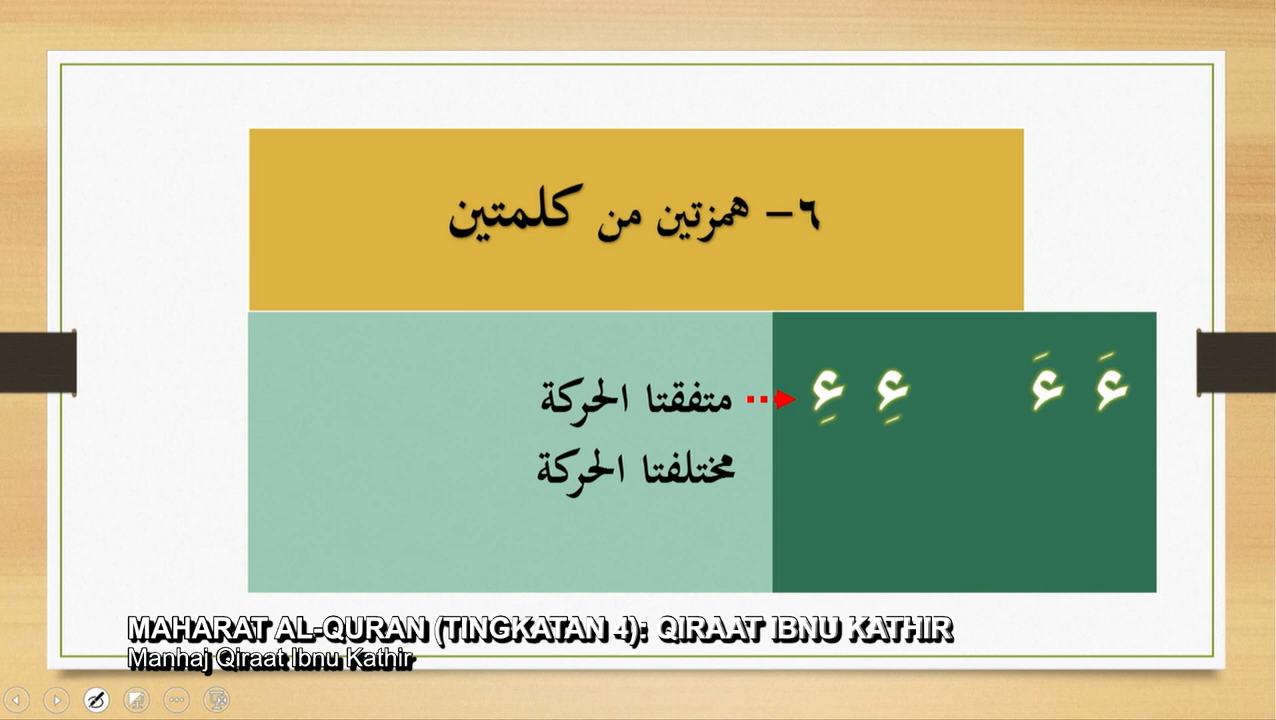 ٦- همزتين من كلمتين
ءَ ءَ ءِ ءِ
متفقتا الحركة
مختلفتا الحركة
MAHARAT AL-QURAN (TINGKATAN 4): QIRAAT IBNU KATHIR
Manhaj Qiraat Ibnu Kathir